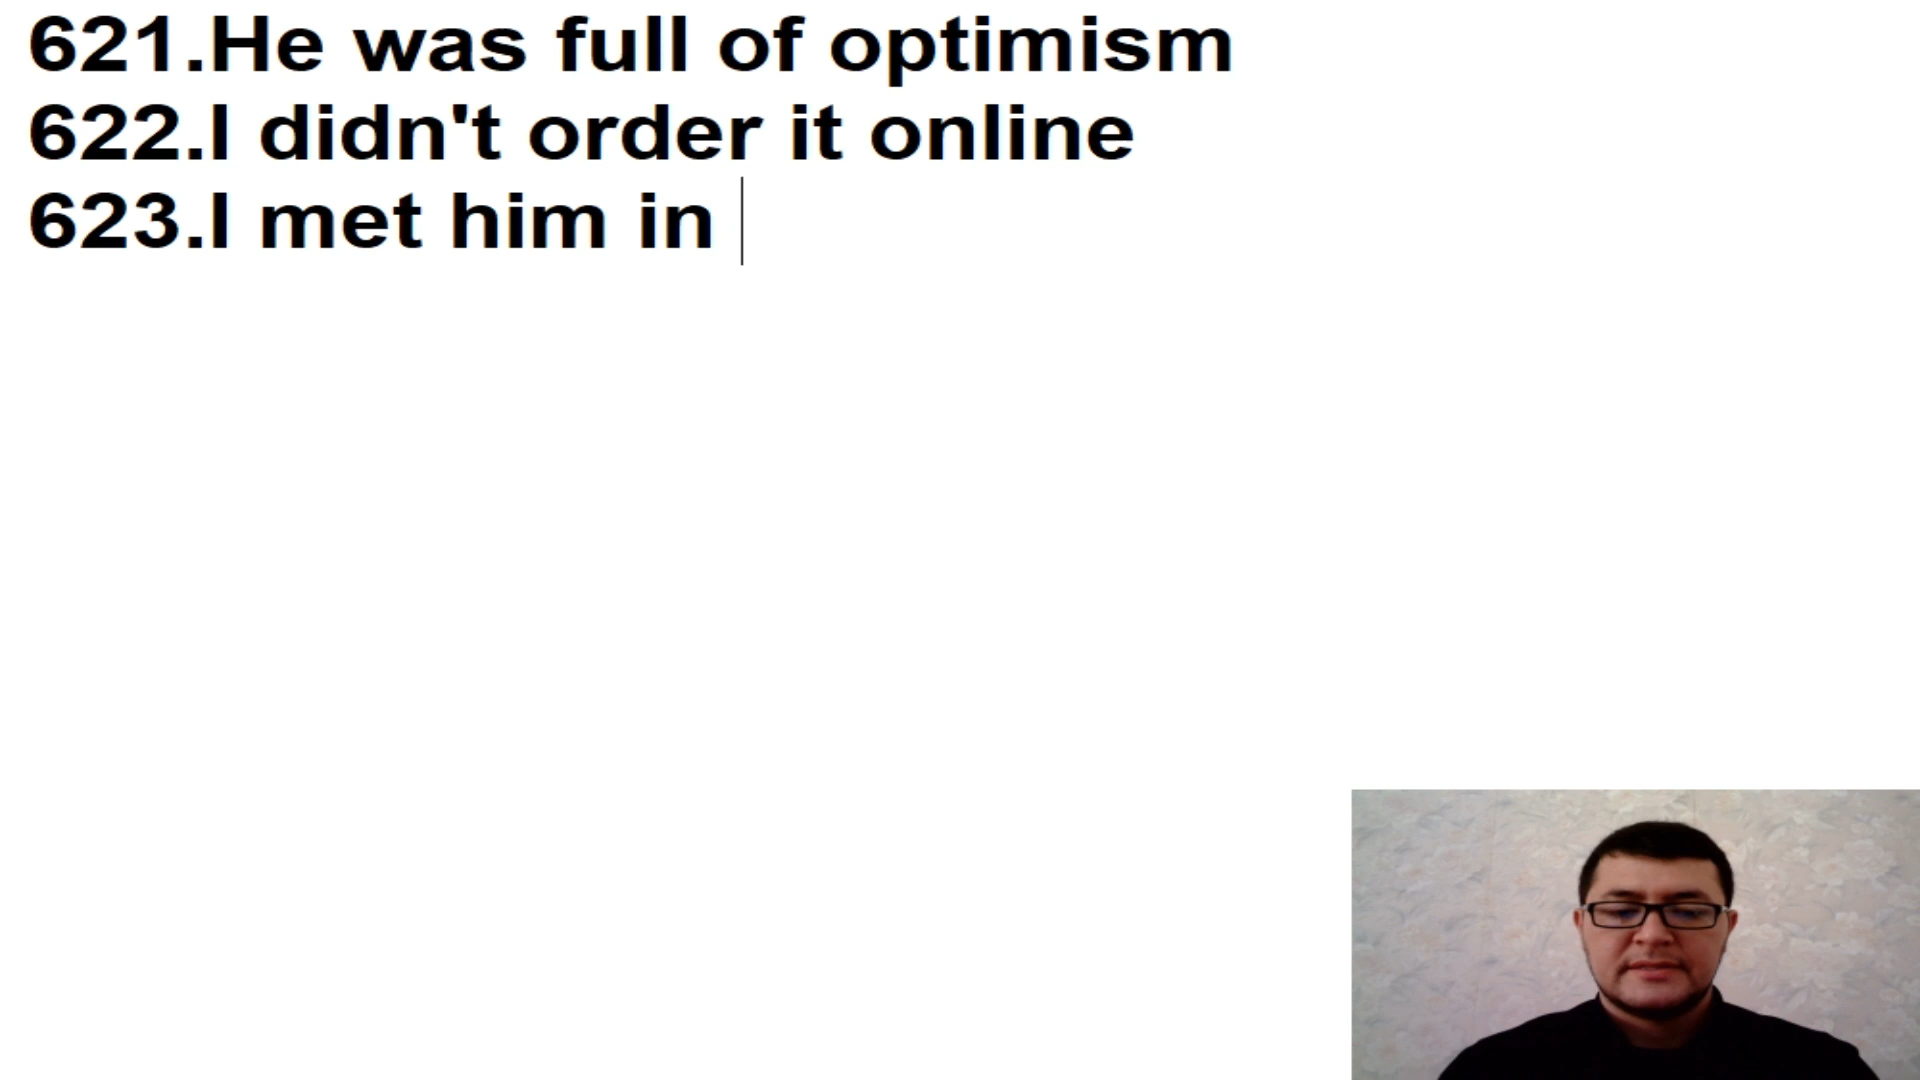 621.He was full of optimism
622.I didn't order it online
623.I met him in